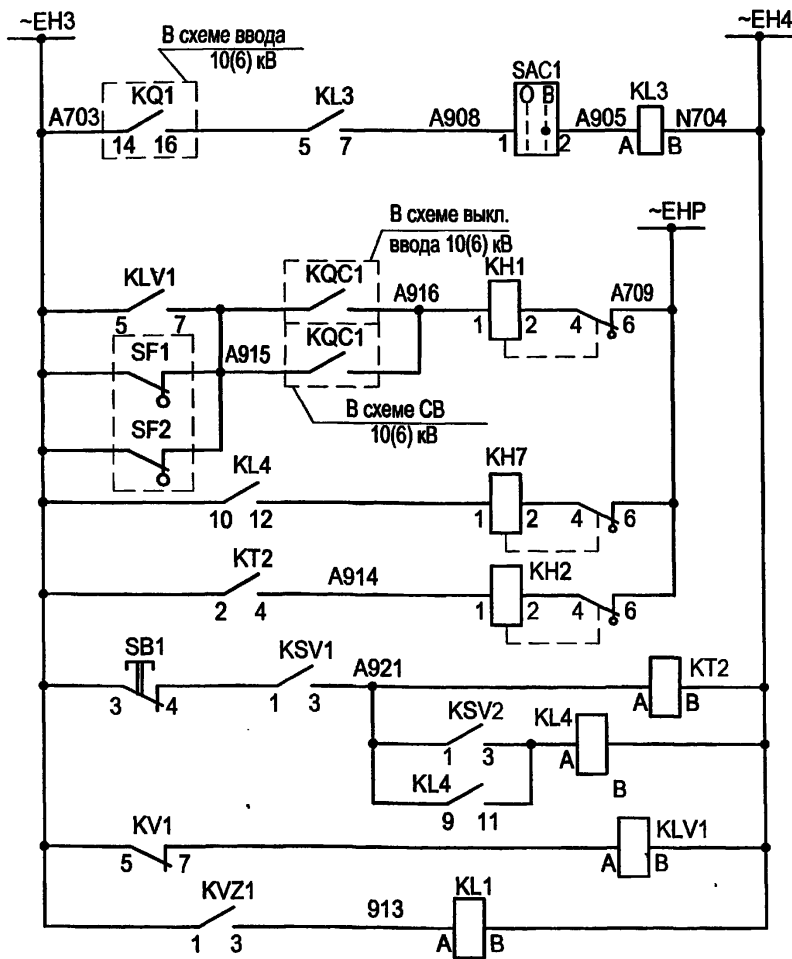 ~EH3
~EH4
В схеме ввода
10(6) кВ
A703
KQ1
14 16
KL3
5 7
A908
SAC1
O B
1 2
A905
KL3
A B
N704
~EHP
В схеме выкл.
ввода 10(6) кВ
KLV1
5 7
KQC1
A916
KH1
1 2 4 6
A709
SF1
A915
KQC1
В схеме СВ
10(6) кВ
SF2
KL4
10 12
KH7
1 2 4 6
KT2
2 4
A914
KH2
1 2 4 6
SB1
3 4
KSV1
1 3
A921
KT2
A B
KSV2
1 3
KL4
A
B
KL4
9 11
KV1
5 7
KLV1
A B
KVZ1
1 3
913
KL1
A B